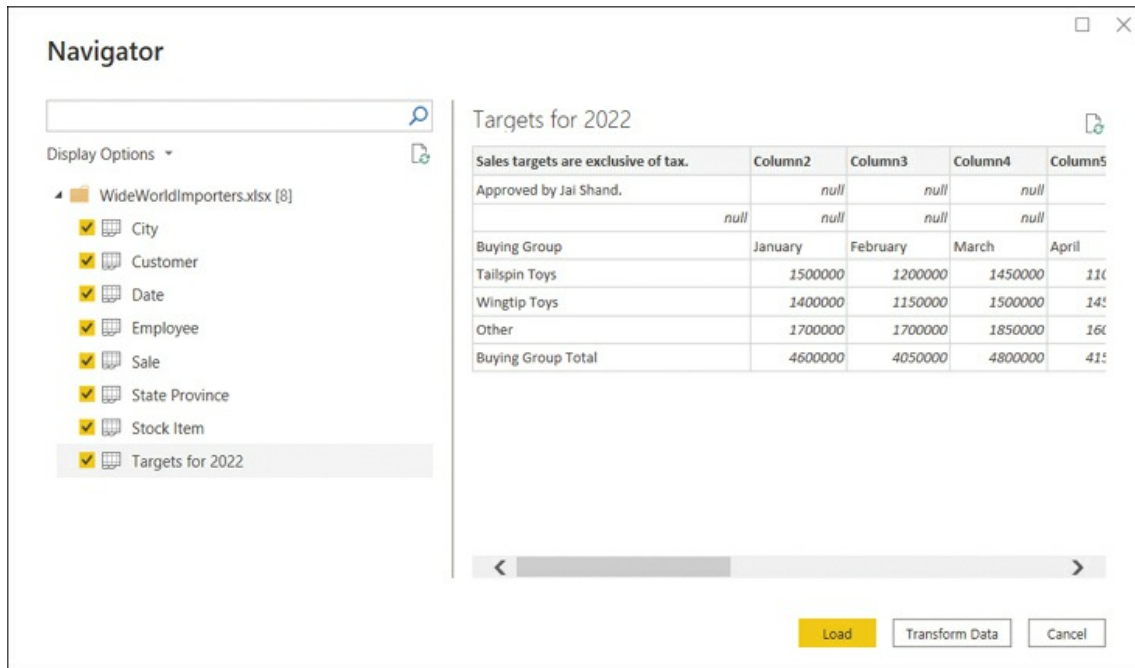 Navigator
Display Options
WideWorldImporters.xlsx [8]
City
Customer
Date
Employee
Sale
State Province
Stock Item
Targets for 2022
Targets for 2022
Sales targets are exclusive of tax. Column2 Column3 Column4 Column5
Approved by Jai Shand. null null null
null null null null
Buying Group January February March April
Tailspin Toys 1500000 1200000 1450000
Wingtip Toys 1400000 1150000 1500000
Other 1700000 1700000 1850000
Buying Group Total 4600000 4050000 4800000
Load Transform Data Cancel